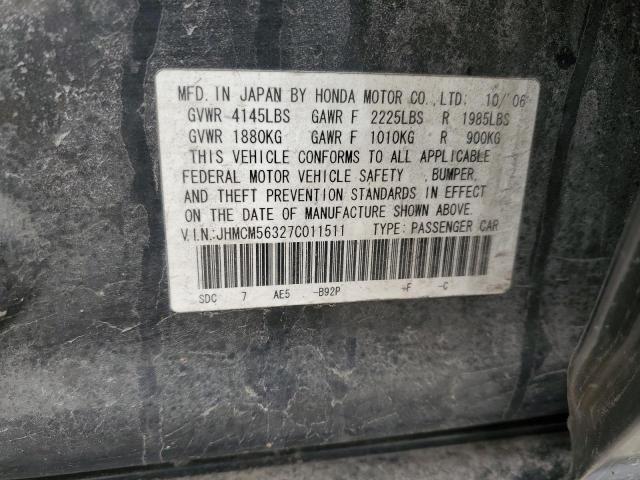 MFD. IN JAPAN BY HONDA MOTOR CO., LTD. 10/06
GVWR 4145LBS GAWR F 2225LBS R 1985LBS
GVWR 1880KG GAWR F 1010KG R 900KG
THIS VEHICLE CONFORMS TO ALL APPLICABLE
FEDERAL MOTOR VEHICLE SAFETY ,BUMPER,
AND THEFT PREVENTION STANDARDS IN EFFECT
ON THE DATE OF MANUFACTURE SHOWN ABOVE.
V.I.N:JHMCM56327C011511 TYPE: PASSENGER CAR
SDC 7 AE5 -B92P -F -C